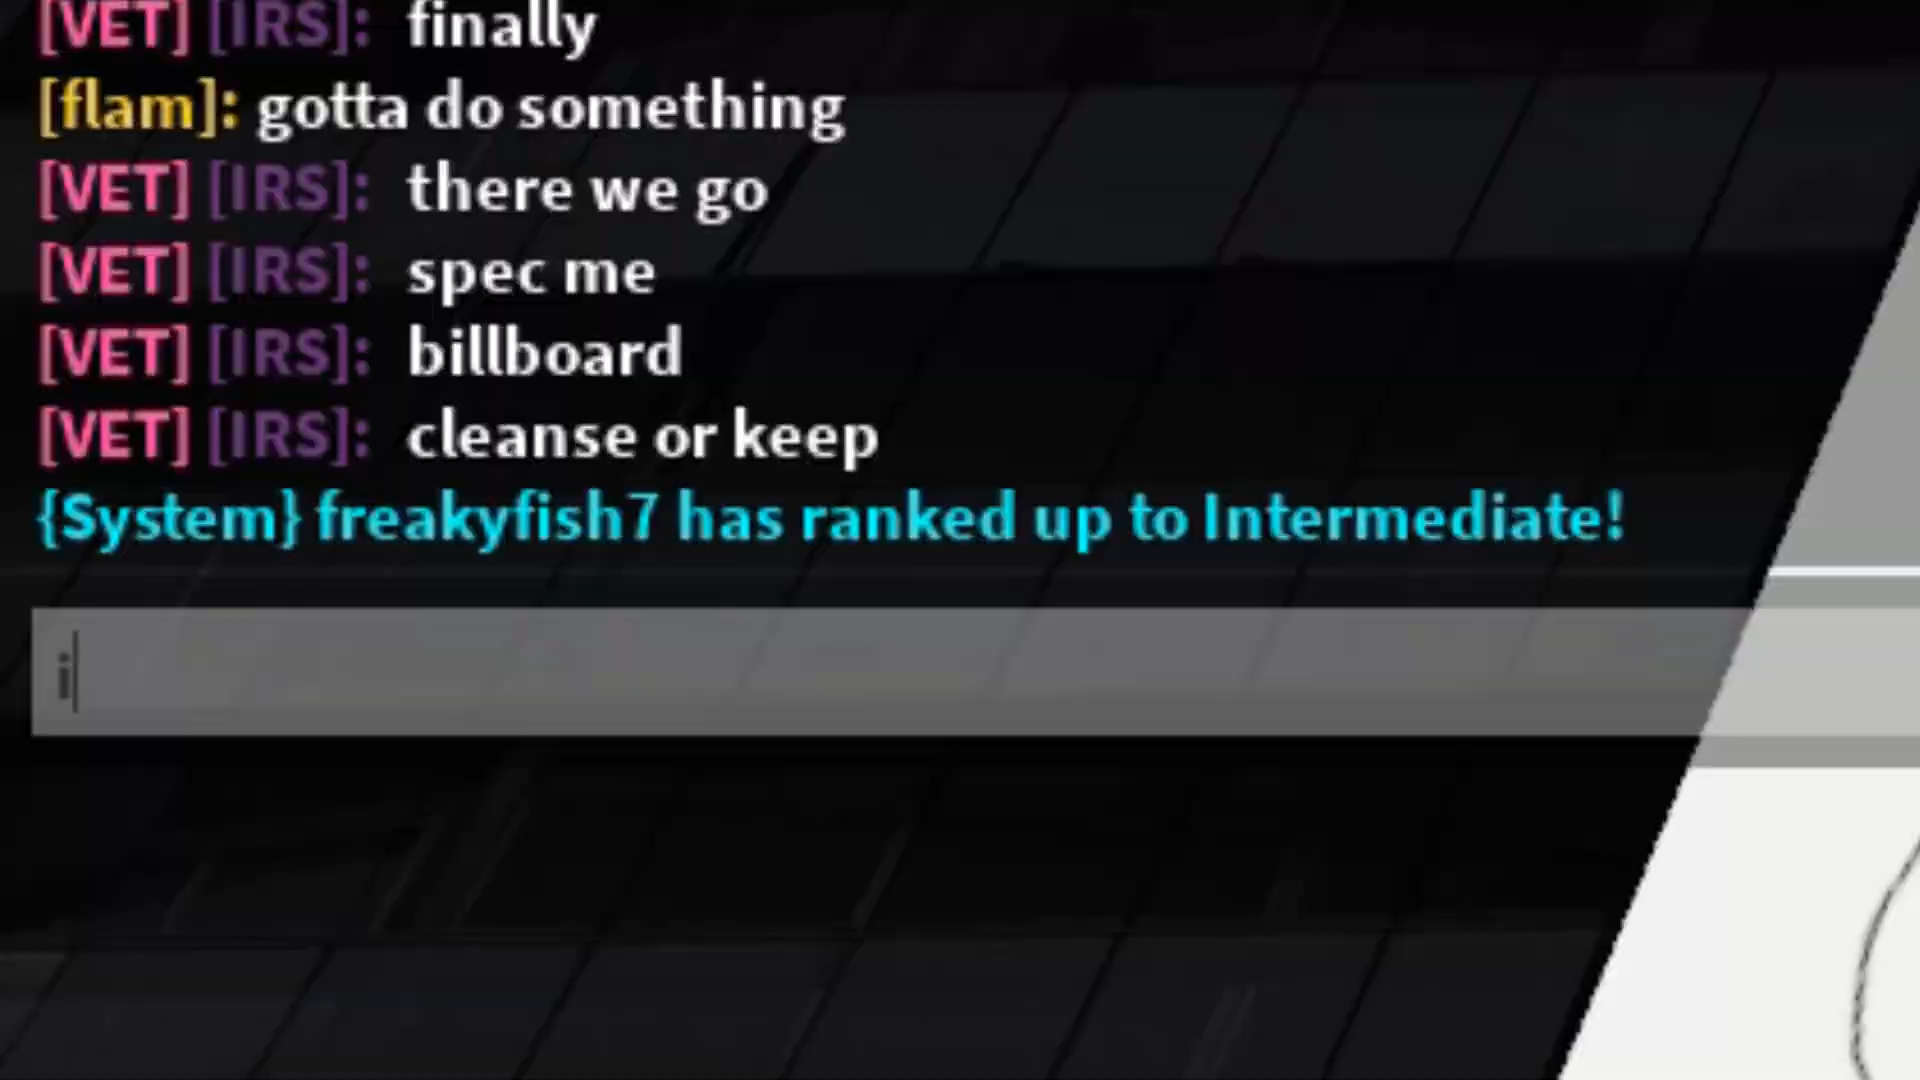 [VET] [IRS]: finally
[flam]: gotta do something
[VET] [IRS]: there we go
[VET] [IRS]: spec me
[VET] [IRS]: billboard
[VET] [IRS]: cleanse or keep
{System} freakyfish7 has ranked up to Intermediate!